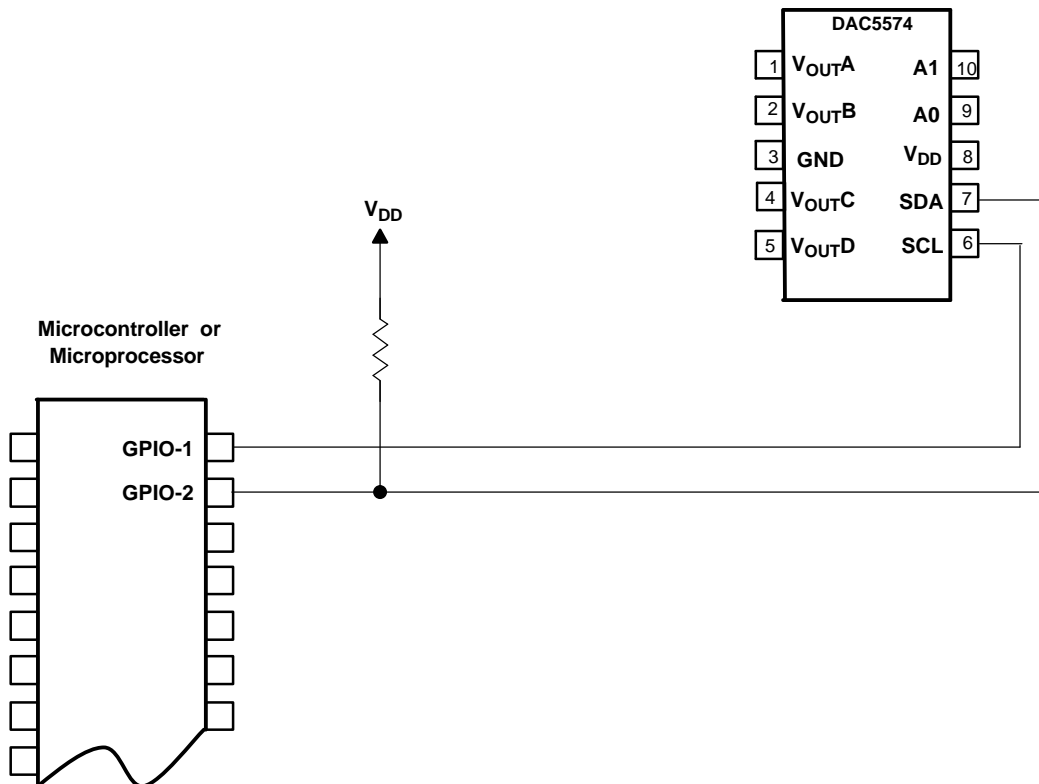 DAC5574
1 VOUTA A1 10
2 VOUTB A0 9
3 GND VDD 8
4 VOUTC SDA 7
5 VOUTD SCL 6
VDD
Microcontroller or
Microprocessor
GPIO-1
GPIO-2